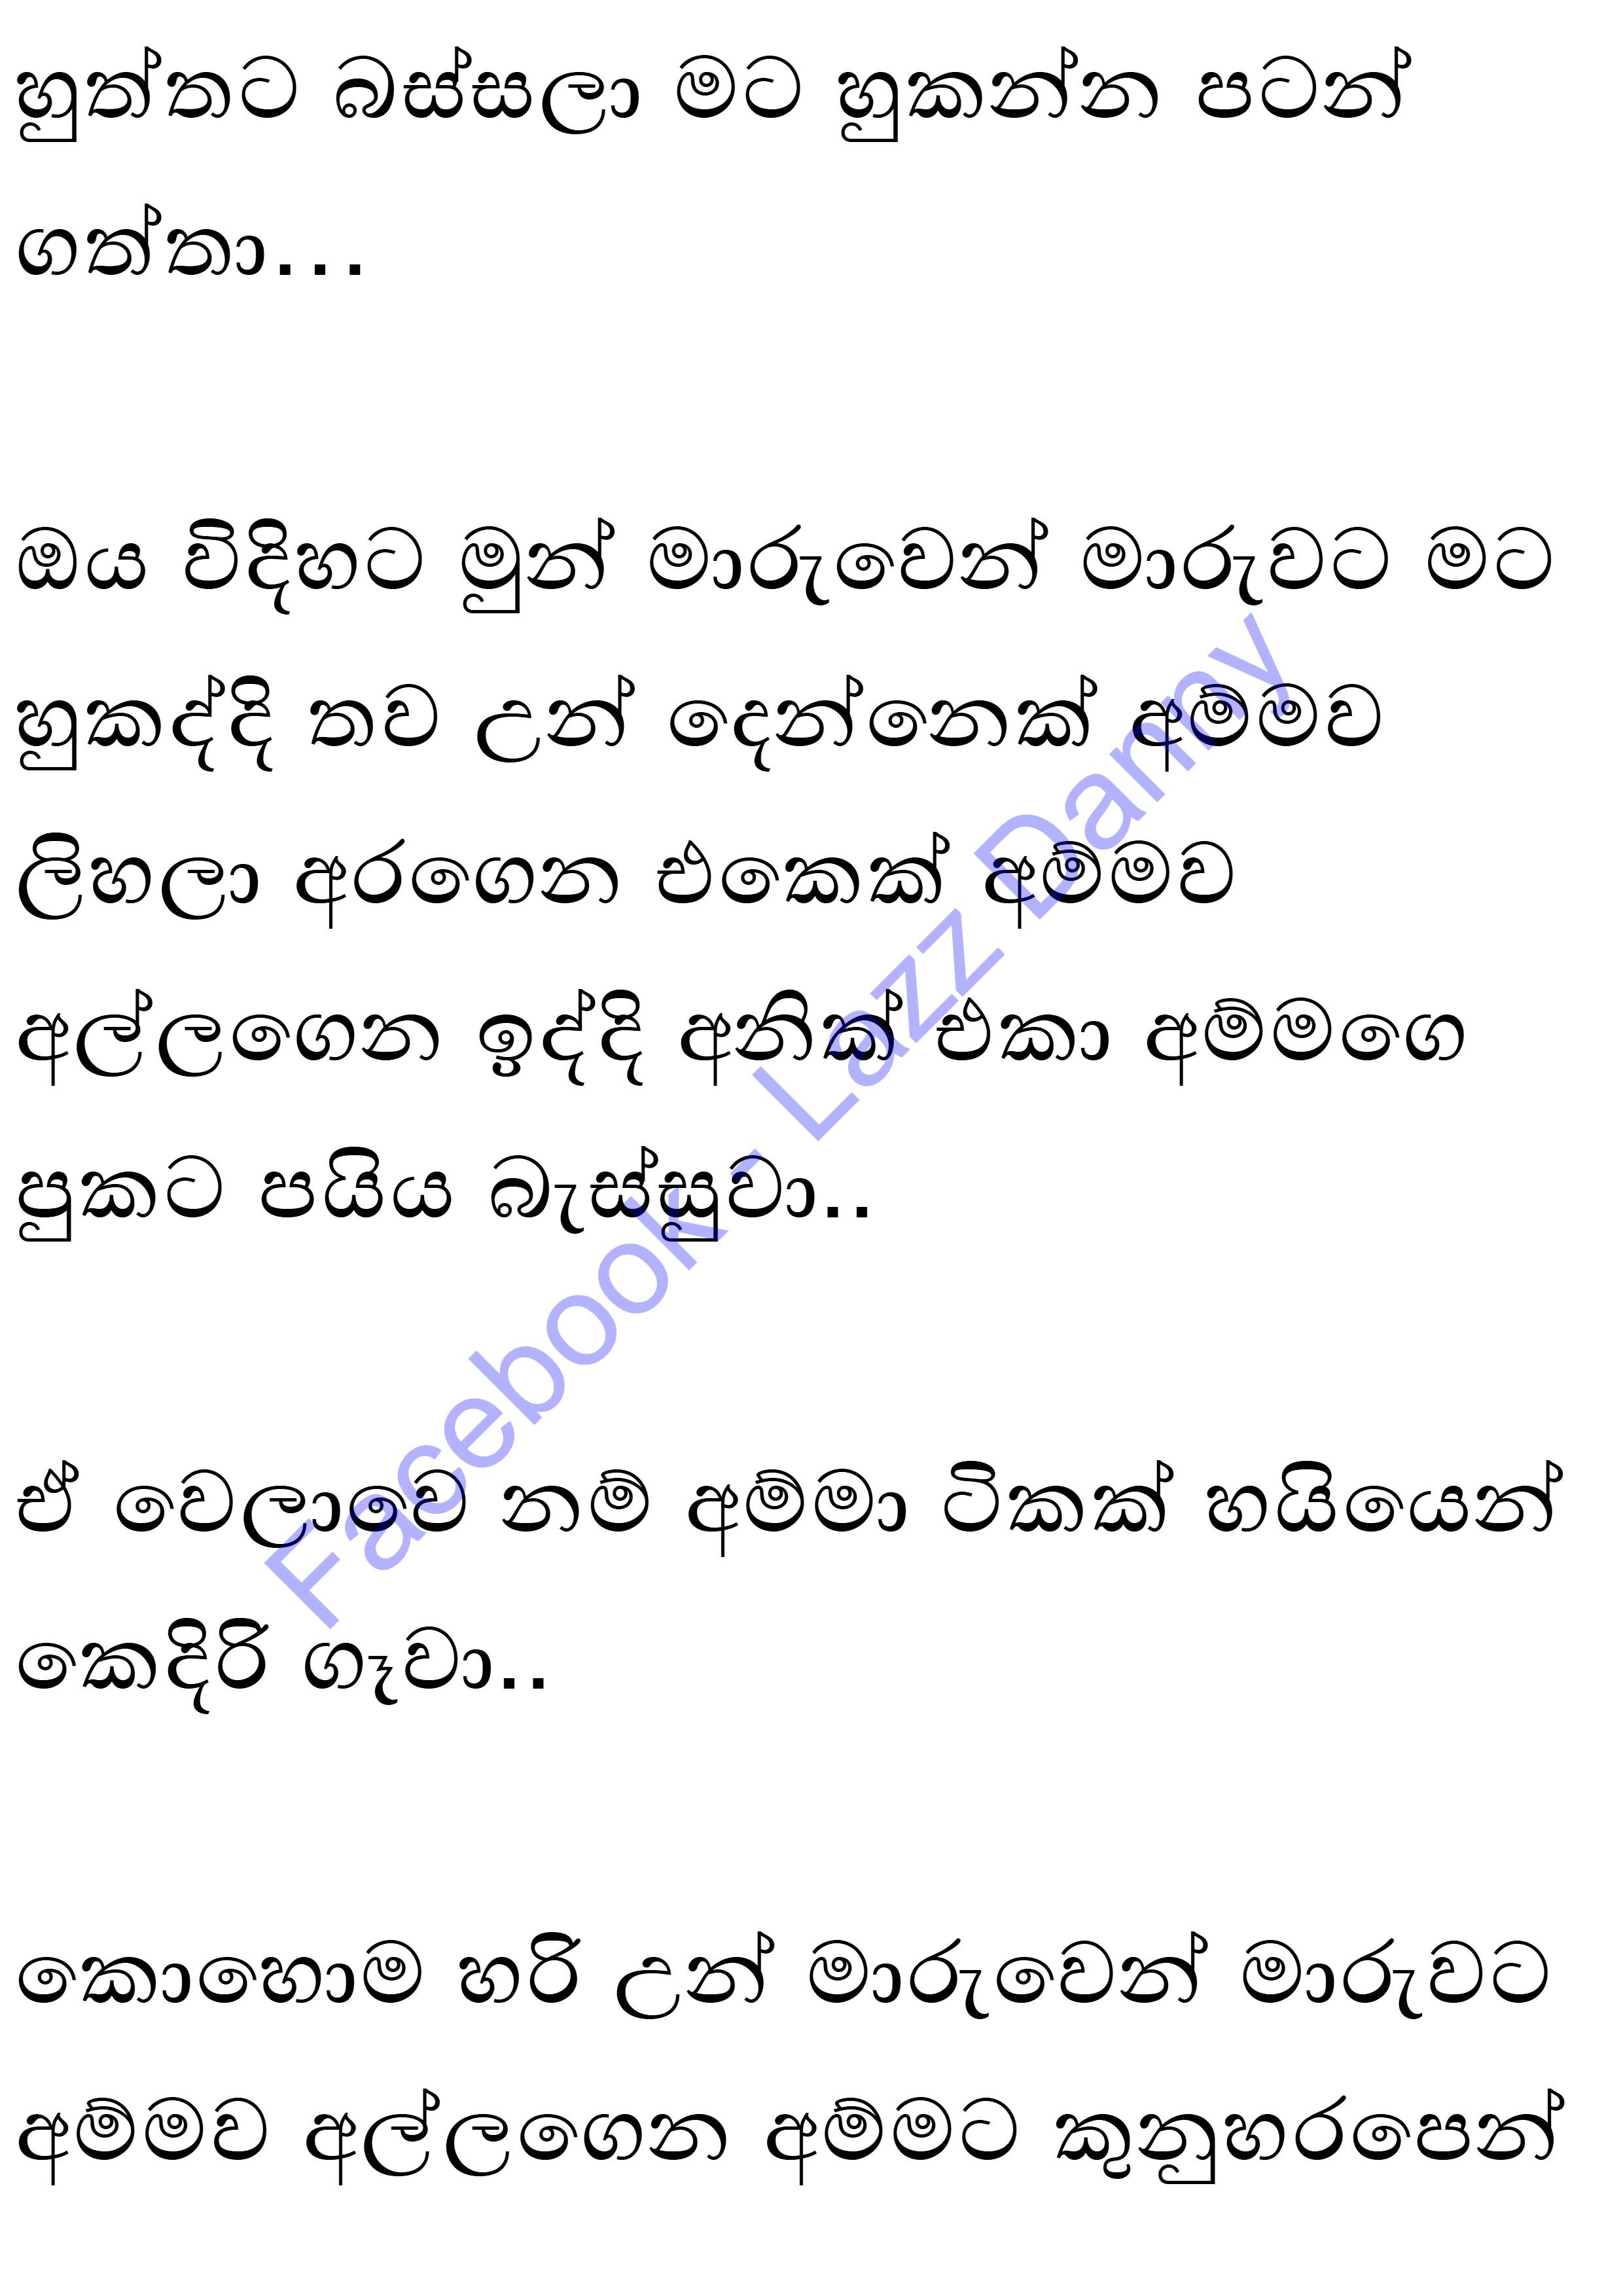 හුත්තට බස්සලා මට හුකන්න පටන්
ගත්තා...
ඔය විදිහට මුන් මාරුවෙන් මාරුවට මට
හුකද්දි තව උන් දෙන්නෙක් අම්මව
ලිහලා අරගෙන එකෙක් අම්මව
අල්ලගෙන ඉද්දි අනික් එකා අම්මගෙ
පුකට පයිය බැස්සුවා..
ඒ වෙලාවෙ නම් අම්මා ටිකක් හයියෙන්
කෙදිරි ගෑවා..
කොහොම හරි උන් මාරුවෙන් මාරුවට
අම්මව අල්ලගෙන අම්මට කුනුහරපෙන්
Facebook - Lazz Danny